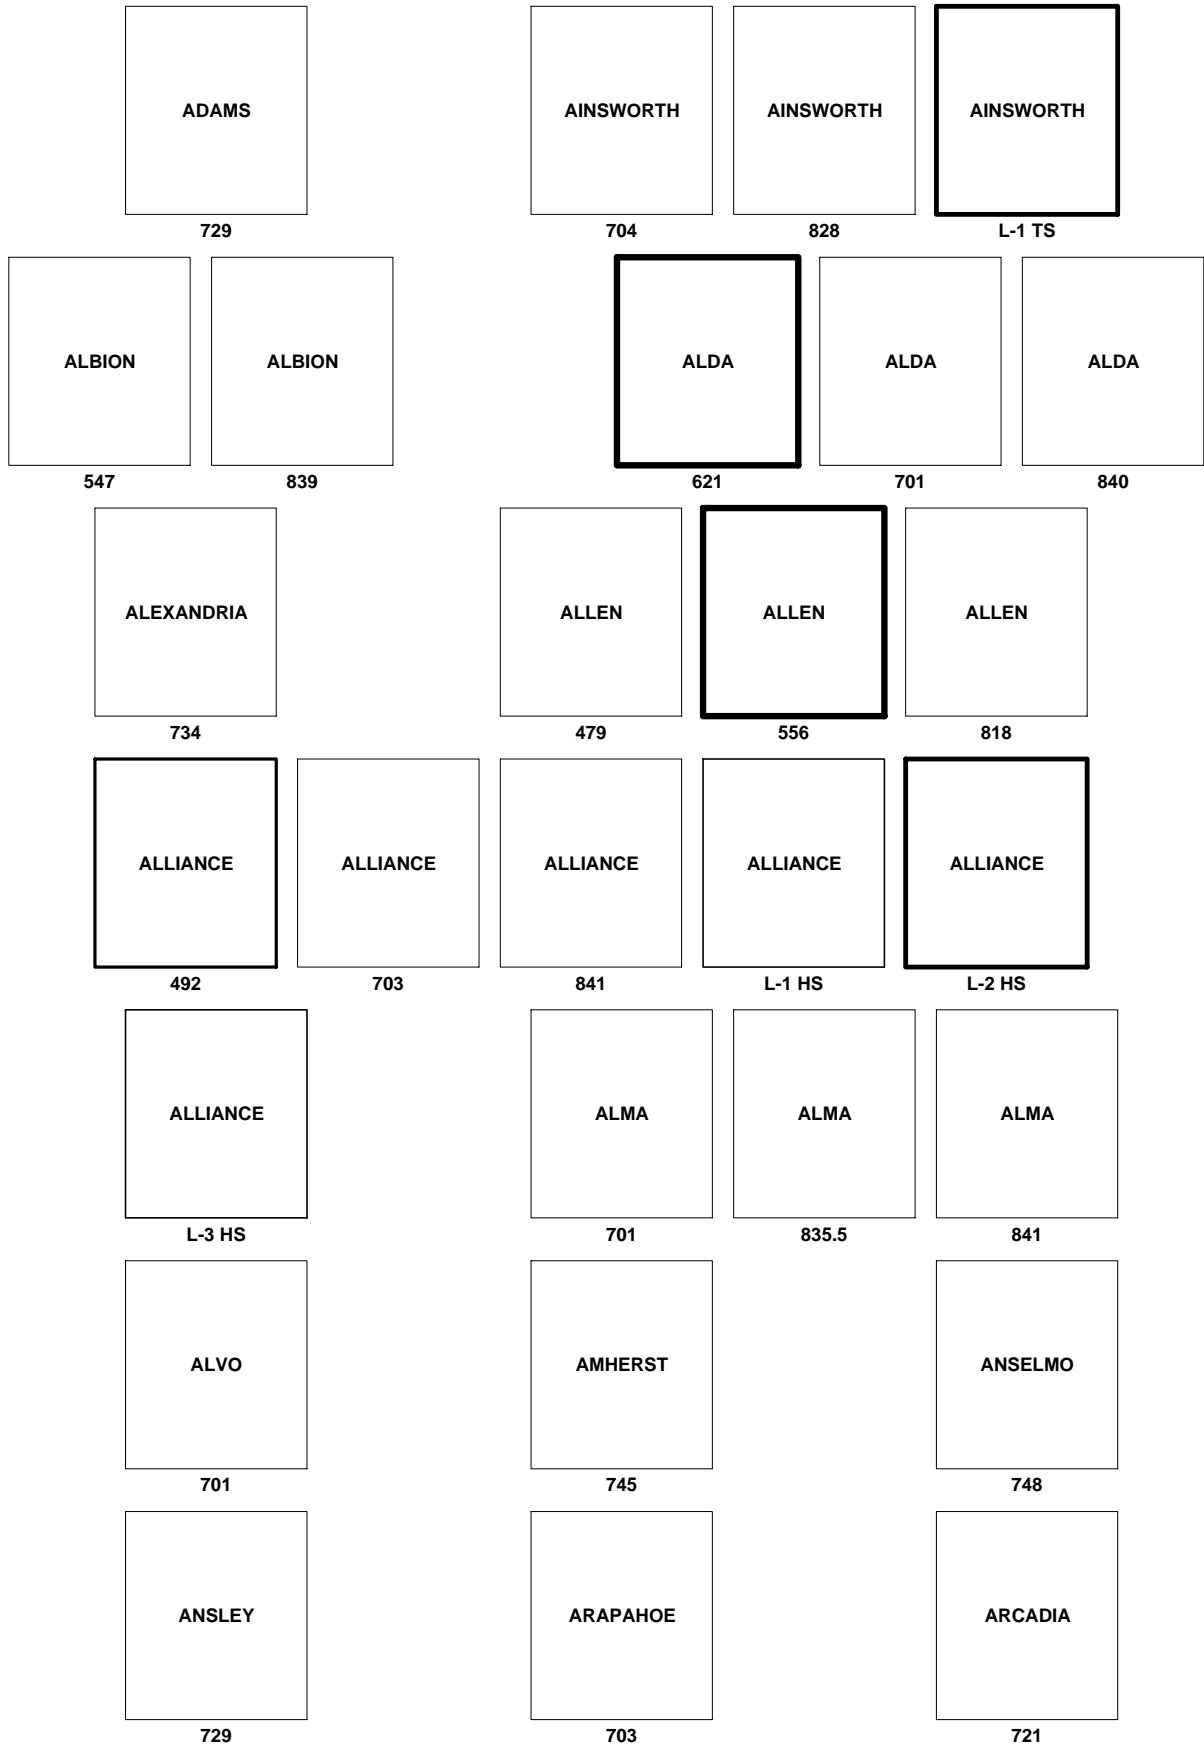 ADAMS
AINSWORTH
AINSWORTH
AINSWORTH
729
704
828
L-1 TS
ALBION
ALBION
ALDA
ALDA
ALDA
547
839
621
701
840
ALEXANDRIA
ALLEN
ALLEN
ALLEN
734
479
556
818
ALLIANCE
ALLIANCE
ALLIANCE
ALLIANCE
ALLIANCE
492
703
841
L-1 HS
L-2 HS
ALLIANCE
ALMA
ALMA
ALMA
L-3 HS
701
835.5
841
ALVO
AMHERST
ANSELMO
701
745
748
ANSLEY
ARAPAHOE
ARCADIA
729
703
721